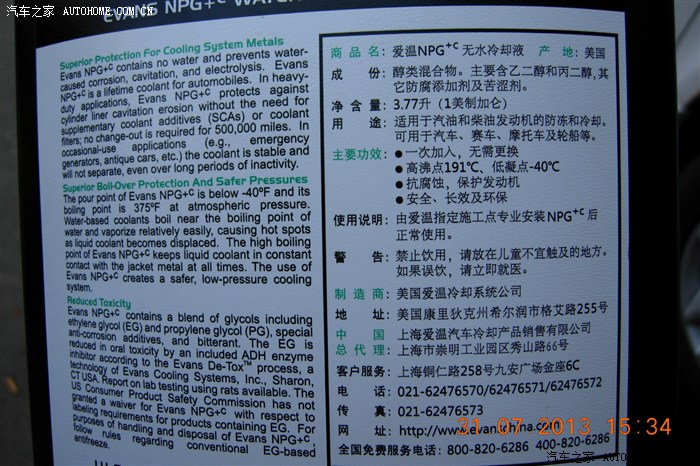 汽车之家 AUTOHOME.COM.CN
EVANS NPG+C WATER
Superior Protection For Cooling System Metals
Evans NPG+C contains no water and prevents water-
caused corrosion, cavitation, and electrolysis. Evans
NPG+C is a lifetime coolant for automobiles. In heavy-
duty applications, Evans NPG+C protects against
cylinder liner cavitation erosion without the need for
supplementary coolant additives (SCAs) or coolant
filters; no change-out is required for 500,000 miles. In
occasional-use applications (e.g., emergency
generators, antique cars, etc.) the coolant is stable and
will not separate, even over long periods of inactivity.
Superior Boil-Over Protection And Safer Pressures
The pour point of Evans NPG+C is below -40ºF and its
boiling point is 375ºF at atmospheric pressure.
Water-based coolants boil near the boiling point of
water and vaporize relatively easily, causing hot spots
as liquid coolant becomes displaced. The high boiling
point of Evans NPG+C keeps liquid coolant in constant
contact with the jacket metal at all times. The use of
Evans NPG+C creates a safer, low-pressure cooling
system.
Reduced Toxicity
Evans NPG+C contains a blend of glycols including
ethylene glycol (EG) and propylene glycol (PG), special
anti-corrosion additives, and bitterant. The EG is
reduced in oral toxicity by an included ADH enzyme
inhibitor according to the Evans De-Tox™ process, a
technology of Evans Cooling Systems, Inc., Sharon,
CT USA. Report on lab testing using rats available. The
US Consumer Product Safety Commission has not
granted a waiver for Evans NPG+C with respect to
labeling requirements for products containing EG. For
purposes of handling and disposal of Evans NPG+C,
follow rules regarding conventional EG-based
antifreeze.
商品名: 爱温NPG+C 无水冷却液 产地: 美国
成份: 醇类混合物。主要含乙二醇和丙二醇,其
它防腐添加剂及苦涩剂。
净含量: 3.77升(1美制加仑)
用途: 适用于汽油和柴油发动机的防冻和冷却。
可用于汽车、赛车、摩托车及轮船等。
主要功效: ●一次加入,无需更换
●高沸点191℃、低凝点-40℃
●抗腐蚀,保护发动机
●安全、长效及环保
使用说明: 由爱温指定施工点专业安装NPG+C后
正常使用。
警告: 禁止饮用,请放在儿童不宜触及的地方。
如果误饮,请立即就医。
制造商: 美国爱温冷却系统公司
地址: 美国康里狄克州希尔润市格艾路255号
中国 上海爱温汽车冷却产品销售有限公司
总代理: 上海市崇明工业园区秀山路66号
客户服务: 上海铜仁路258号九安广场金座6C
电话: 021-62476570/62476571/62476572
传真: 021-62476573
网址: http://www.evanchina.com
31 07 2013 15:34
全国免费服务电话: 800-820-6286 400-820-6286
汽车之家